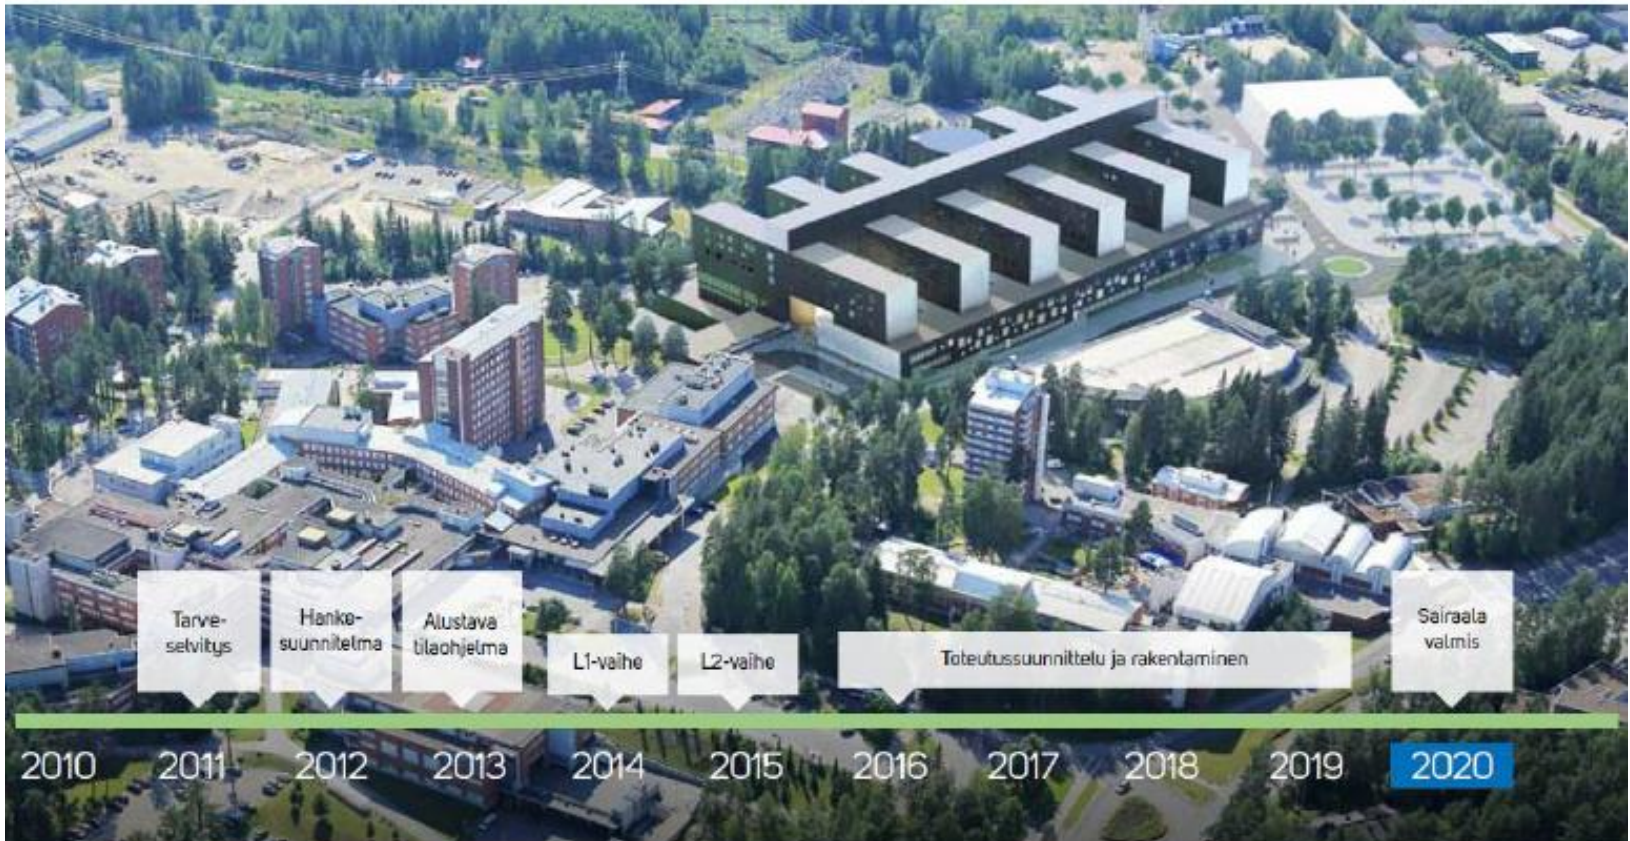 Tarve-
selvitys
Hanke-
suunnitelma
Alustava
tilaohjelma
L1-vaihe
L2-vaihe
Toteutussuunnittelu ja rakentaminen
Sairaala
valmis
2010 2011 2012 2013 2014 2015 2016 2017 2018 2019 2020